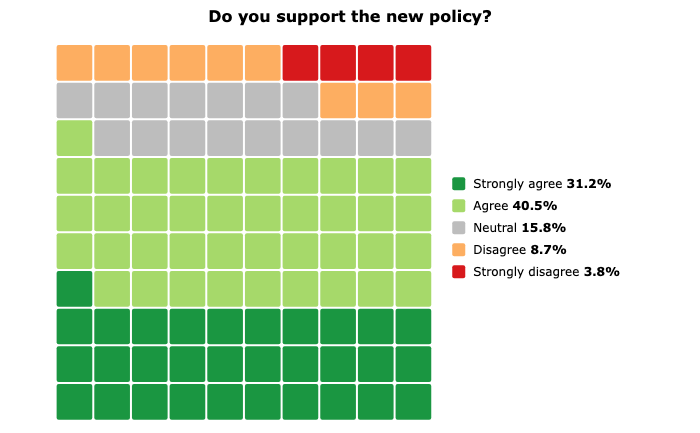 Do you support the new policy?
Strongly agree 31.2%
Agree 40.5%
Neutral 15.8%
Disagree 8.7%
Strongly disagree 3.8%